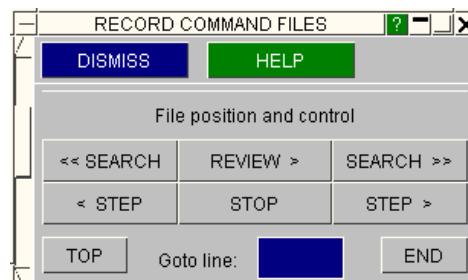 RECORD COMMAND FILES ?
DISMISS HELP
File position and control
<< SEARCH REVIEW > SEARCH >>
< STEP STOP STEP >
TOP Goto line: END